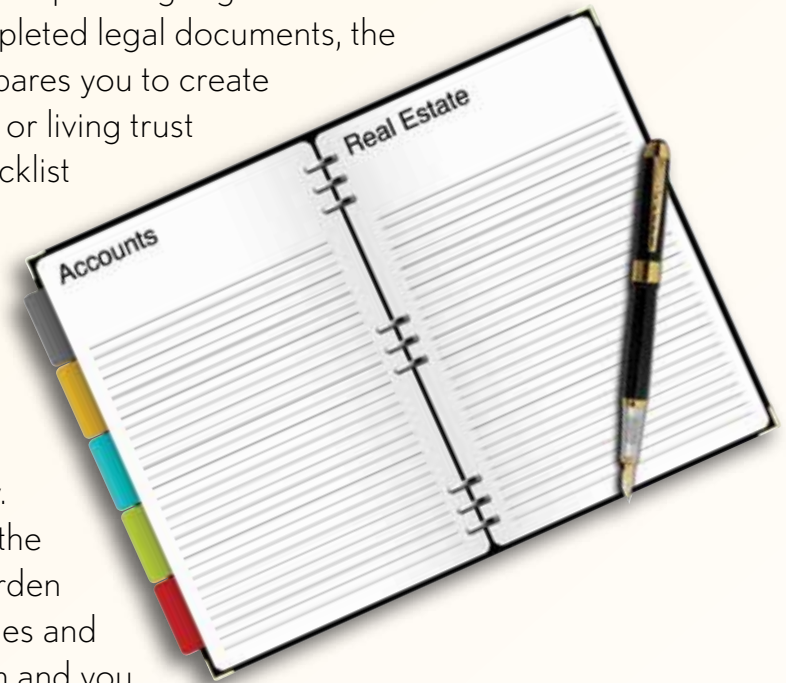 pleted legal documents, the
pares you to create
or living trust
cklist
Real Estate
Accounts
the
rden
es and
and you